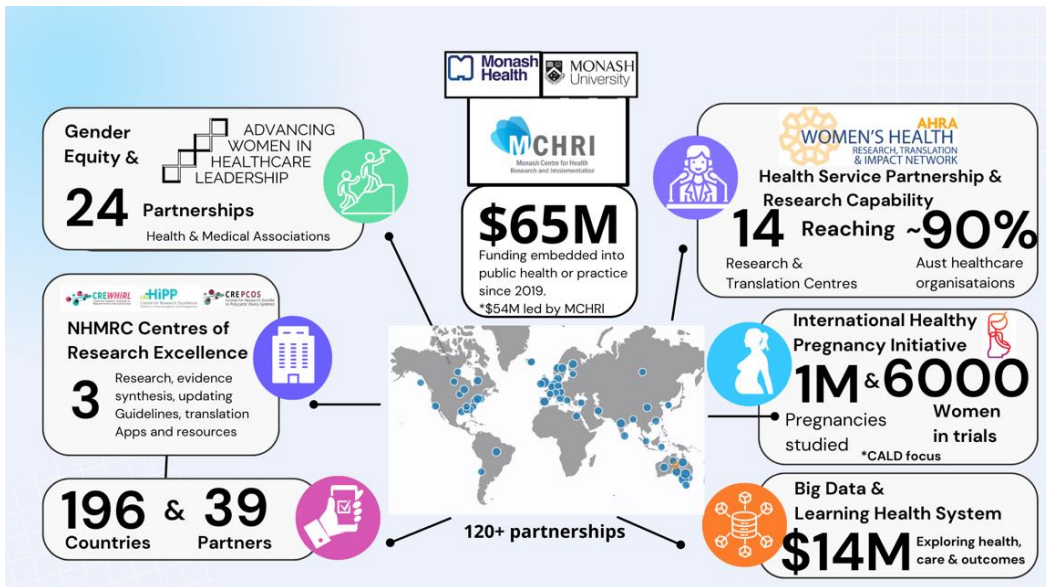 Monash
Health
MONASH
University
MCHRI
Monash Centre for Health
Research and Implementation
$65M
Funding embedded into
public health or practice
since 2019.
*$54M led by MCHRI
Gender
Equity &
ADVANCING
WOMEN IN
HEALTHCARE
LEADERSHIP
24 Partnerships
Health & Medical Associations
CREWHIRL
CRE HiPP
CREPCOS
NHMRC Centres of
Research Excellence
3
Research, evidence
synthesis, updating
Guidelines, translation
Apps and resources
196 & 39
Countries Partners
AHRA
WOMEN'S HEALTH
RESEARCH, TRANSLATION
& IMPACT NETWORK
Health Service Partnership &
Research Capability
14 Reaching ~90%
Research &
Translation Centres
Aust healthcare
organisataions
International Healthy
Pregnancy Initiative
1M & 6000
Pregnancies
studied
Women
in trials
*CALD focus
Big Data &
Learning Health System
$14M
Exploring health,
care & outcomes
120+ partnerships